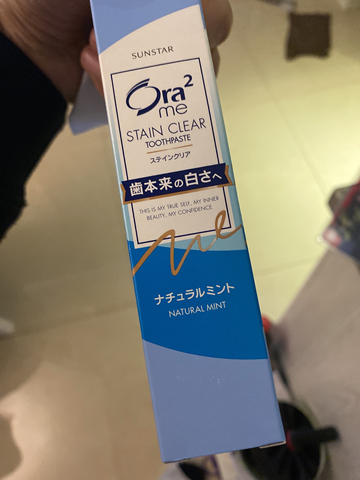 SUNSTAR
Ora2
me
STAIN CLEAR
TOOTHPASTE
ステインクリア
歯本来の白さへ
THIS IS MY TRUE SELF, MY INNER
BEAUTY, MY CONFIDENCE.
me
ナチュラルミント
NATURAL MINT